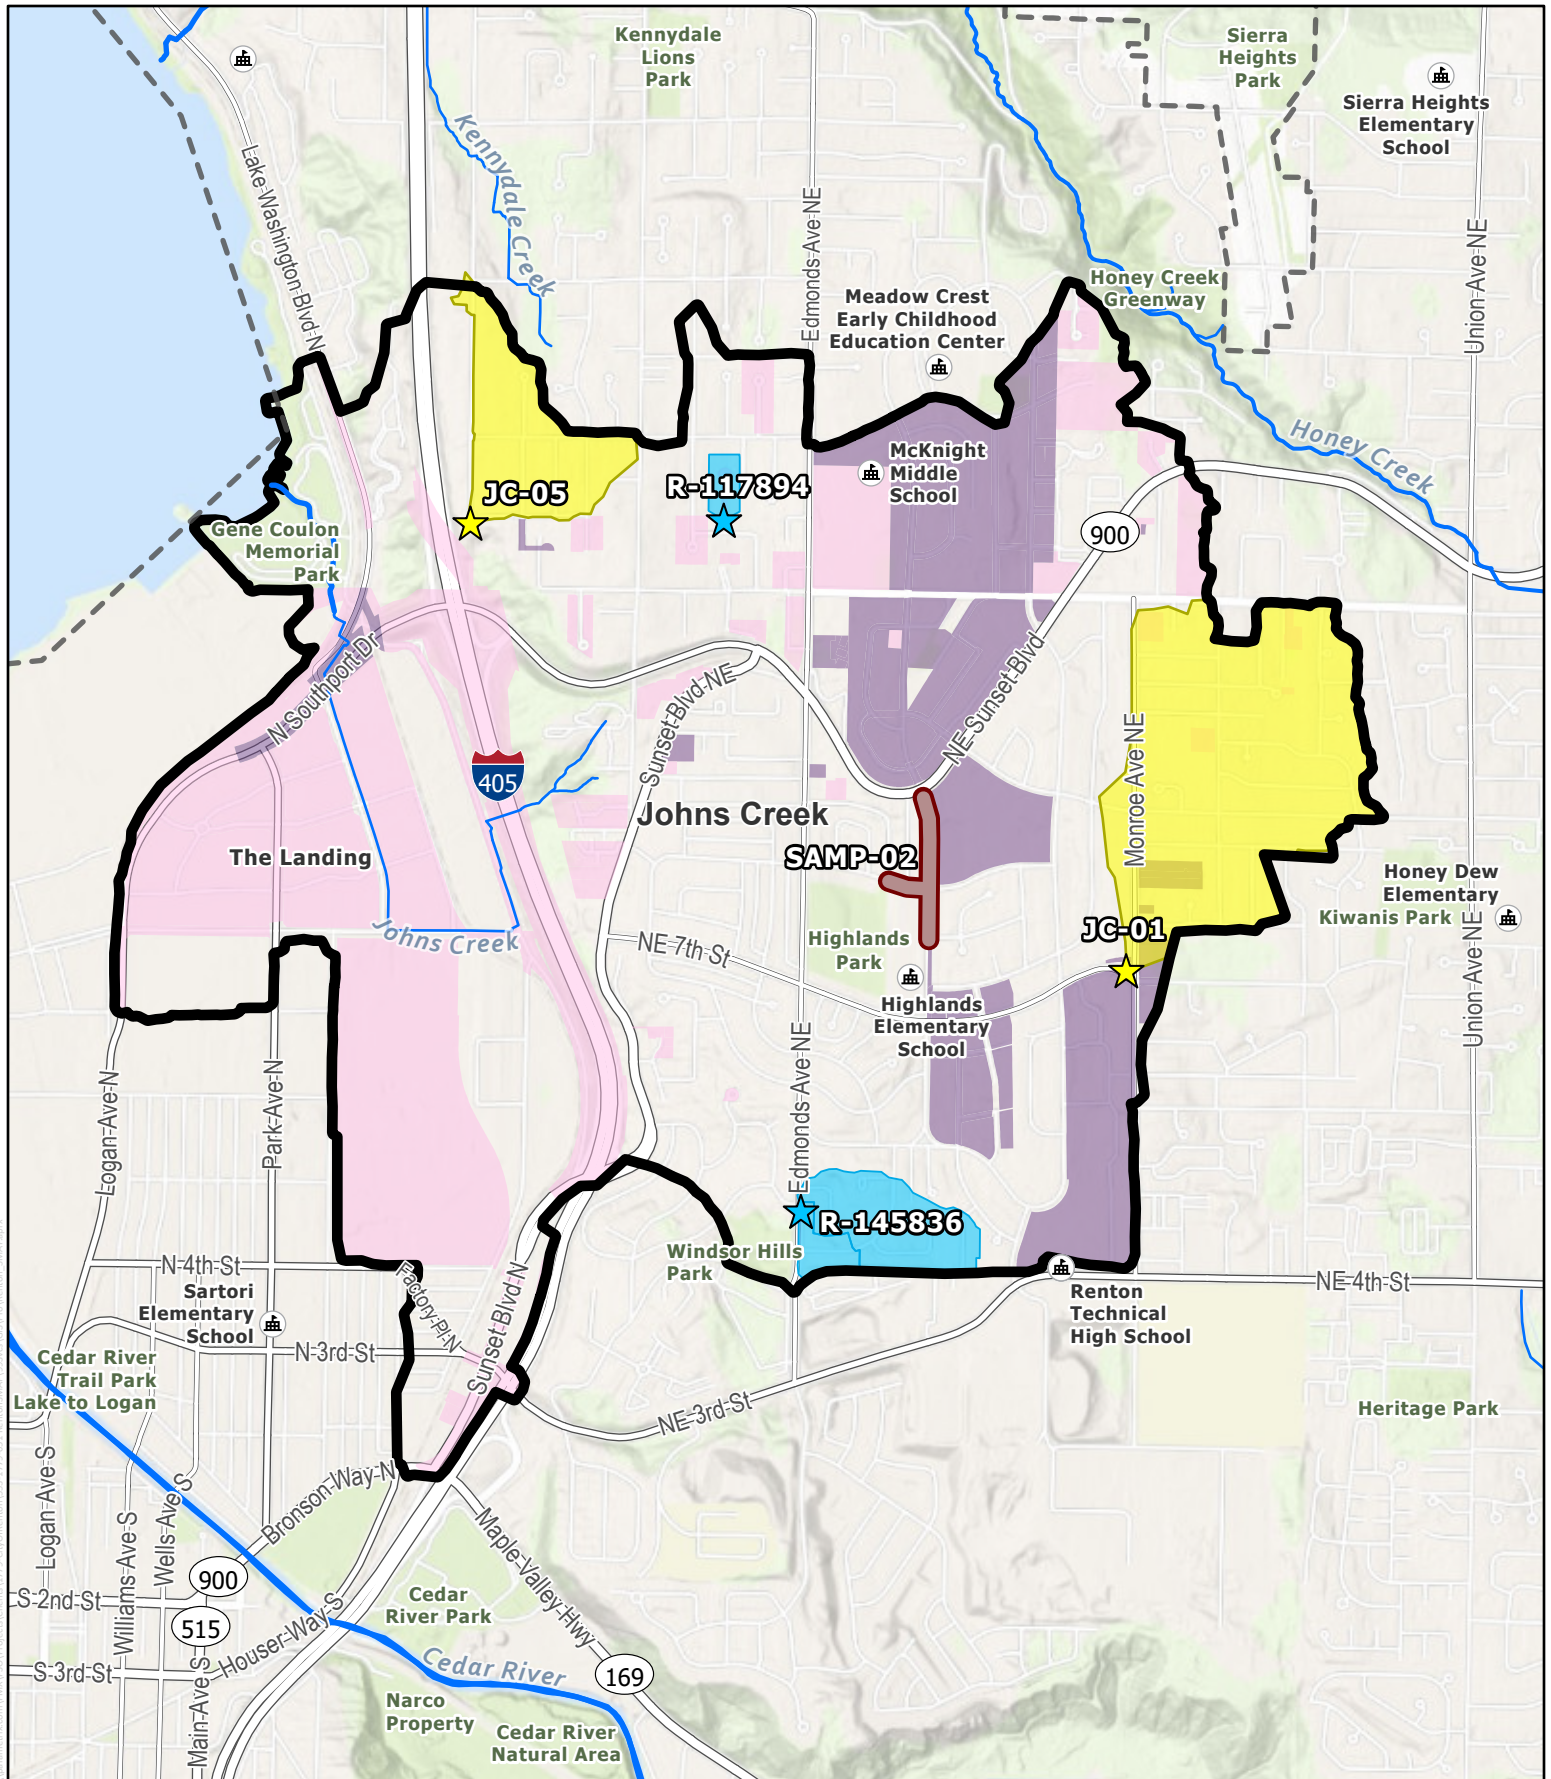 Kennydale
Lions
Park
Sierra
Heights
Park
Sierra Heights
Elementary
School
Kennydale Creek
Lake Washington Blvd N
Edmonds Ave NE
Union Ave NE
Honey Creek
Greenway
Meadow Crest
Early Childhood
Education Center
Honey Creek
McKnight
Middle
School
JC-05
R-117894
900
Gene Coulon
Memorial
Park
N Southport Dr
Sunset Blvd NE
NE Sunset Blvd
Monroe Ave NE
405
Johns Creek
The Landing
SAMP-02
Honey Dew
Elementary
Kiwanis Park
Johns Creek
NE 7th St
Highlands
Park
JC-01
Highlands
Elementary
School
Union Ave NE
Logan Ave N
Park Ave N
Edmonds Ave NE
R-145836
Windsor Hills
Park
N 4th St
Factory Pl N
Sunset Blvd N
NE 4th St
Sartori
Elementary
School
Renton
Technical
High School
N 3rd St
Cedar River
Trail Park
Lake to Logan
NE 3rd St
Heritage Park
Logan Ave S
Williams Ave S
Wells Ave S
Bronson Way N
Maple Valley Hwy
900
S 2nd St
515
Cedar
River Park
Houser Way S
S 3rd St
Main Ave S
Cedar River
169
Narco
Property
Cedar River
Natural Area